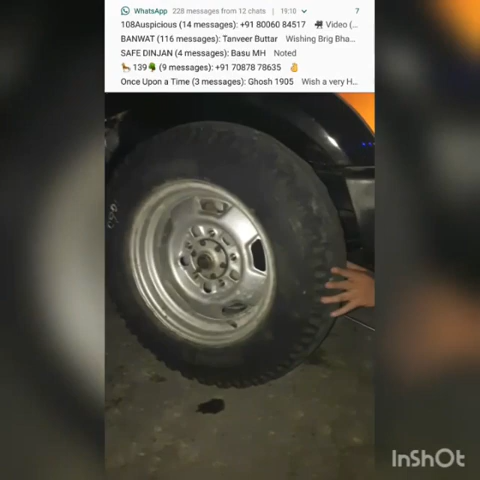 WhatsApp 228 messages from 12 chats | 19:10 7
108Auspicious (14 messages): +91 80060 84517 🎥 Video (...
BANWAT (116 messages): Tanveer Buttar Wishing Brig Bha...
SAFE DINJAN (4 messages): Basu MH Noted
🐆 139🌳 (9 messages): +91 70878 78635 🤚
Once Upon a Time (3 messages): Ghosh 1905 Wish a very H...
InShOt